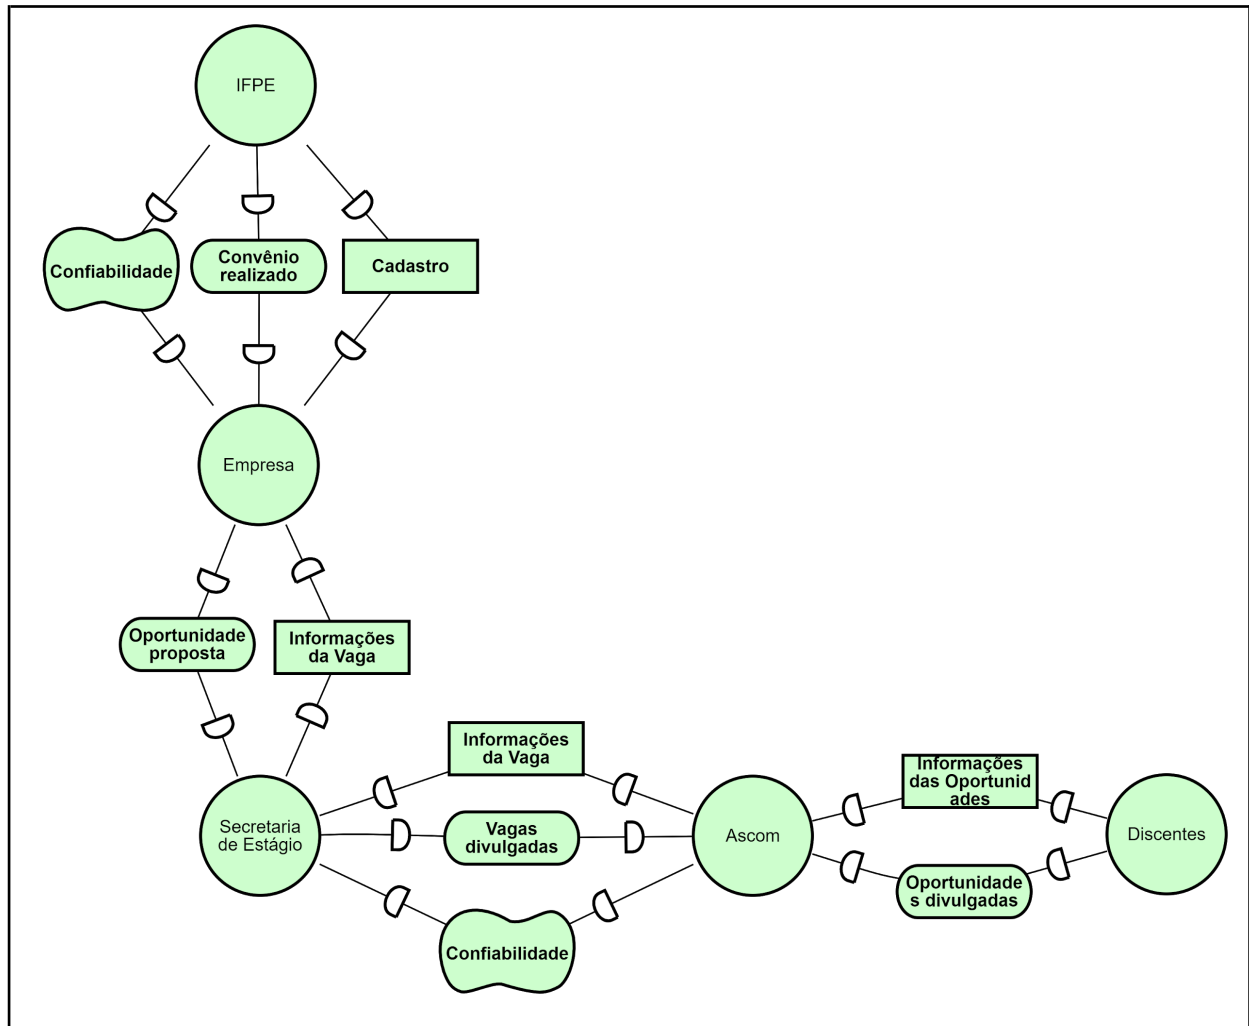 IFPE
Confiabilidade
Convênio
realizado
Cadastro
Empresa
Oportunidade
proposta
Informações
da Vaga
Secretaria
de Estágio
Informações
da Vaga
Vagas
divulgadas
Confiabilidade
Ascom
Informações
das Oportunid
ades
Oportunidade
s divulgadas
Discentes